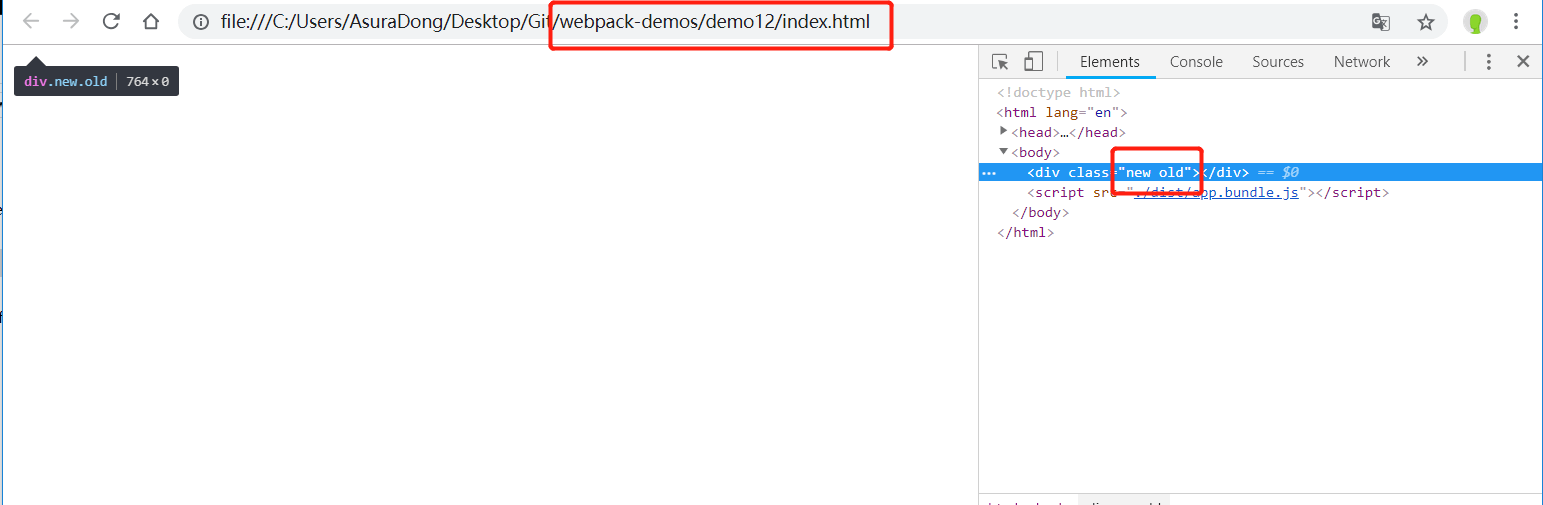 file:///C:/Users/AsuraDong/Desktop/Git/webpack-demos/demo12/index.html
div.new.old 764 × 0
Elements Console Sources Network »
<!doctype html>
<html lang="en">
<head>…</head>
<body>
<div class="new old"></div> == $0
<script src="./dist/app.bundle.js"></script>
</body>
</html>